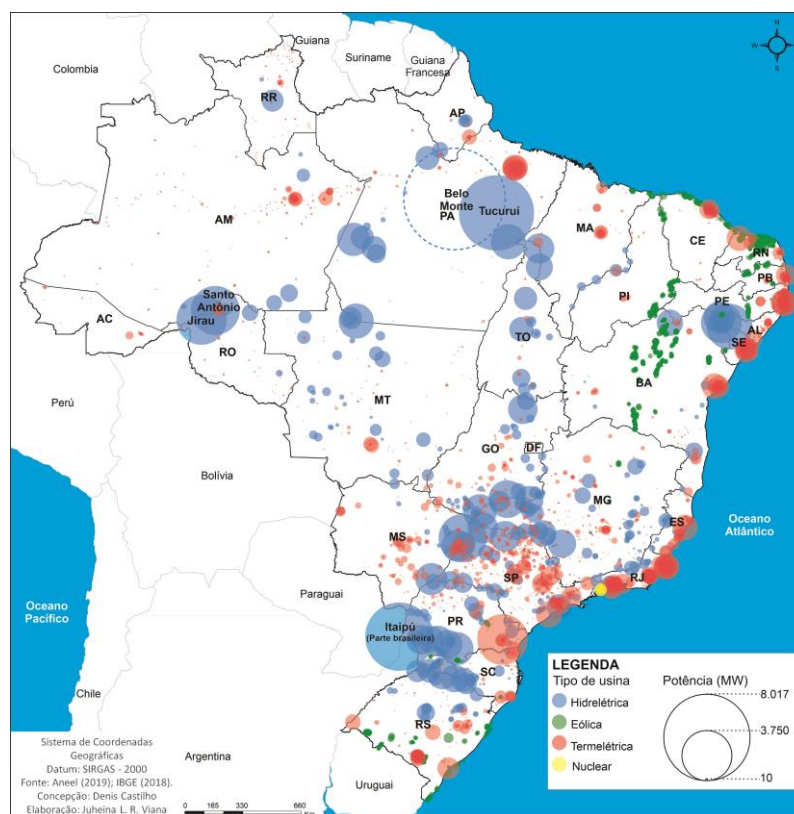 Guiana
Suriname
Guiana
Francesa
Colombia
RR
AP
Belo
Monte
PA
Tucuruí
AM
MA
CE
RN
PB
PI
PE
AL
SE
Santo
Antônio
Jirau
AC
RO
TO
BA
MT
Perú
Bolívia
GO
DF
MG
ES
MS
SP
RJ
Oceano
Atlântico
Oceano
Pacífico
Paraguai
Itaipú
(Parte brasileira)
PR
SC
RS
Chile
Argentina
Uruguai
N
W
E
S
LEGENDA
Tipo de usina
Hidrelétrica
Eólica
Termelétrica
Nuclear
Potência (MW)
8.017
3.750
10
Sistema de Coordenadas
Geográficas
Datum: SIRGAS - 2000
Fonte: Aneel (2019); IBGE (2018).
Concepção: Denis Castilho
Elaboração: Juheina L. R. Viana
0 165 330 660
Km